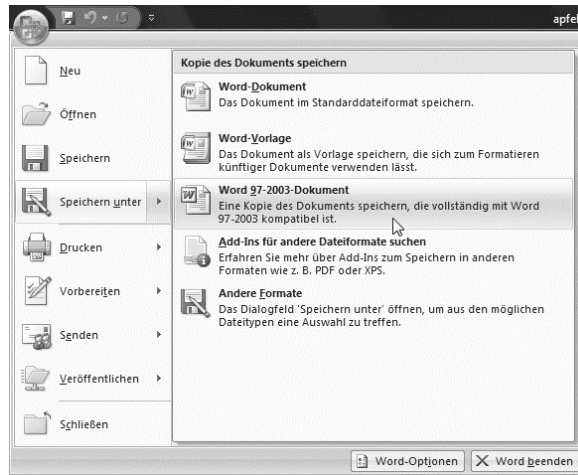 apfel
Neu
Öffnen
Speichern
Speichern unter
Drucken
Vorbereiten
Senden
Veröffentlichen
Schließen
Kopie des Dokuments speichern
Word-Dokument
Das Dokument im Standarddateiformat speichern.
Word-Vorlage
Das Dokument als Vorlage speichern, die sich zum Formatieren
künftiger Dokumente verwenden lässt.
Word 97-2003-Dokument
Eine Kopie des Dokuments speichern, die vollständig mit Word
97-2003 kompatibel ist.
Add-Ins für andere Dateiformate suchen
Erfahren Sie mehr über Add-Ins zum Speichern in anderen
Formaten wie z. B. PDF oder XPS.
Andere Formate
Das Dialogfeld 'Speichern unter' öffnen, um aus den möglichen
Dateitypen eine Auswahl zu treffen.
Word-Optionen
Word beenden